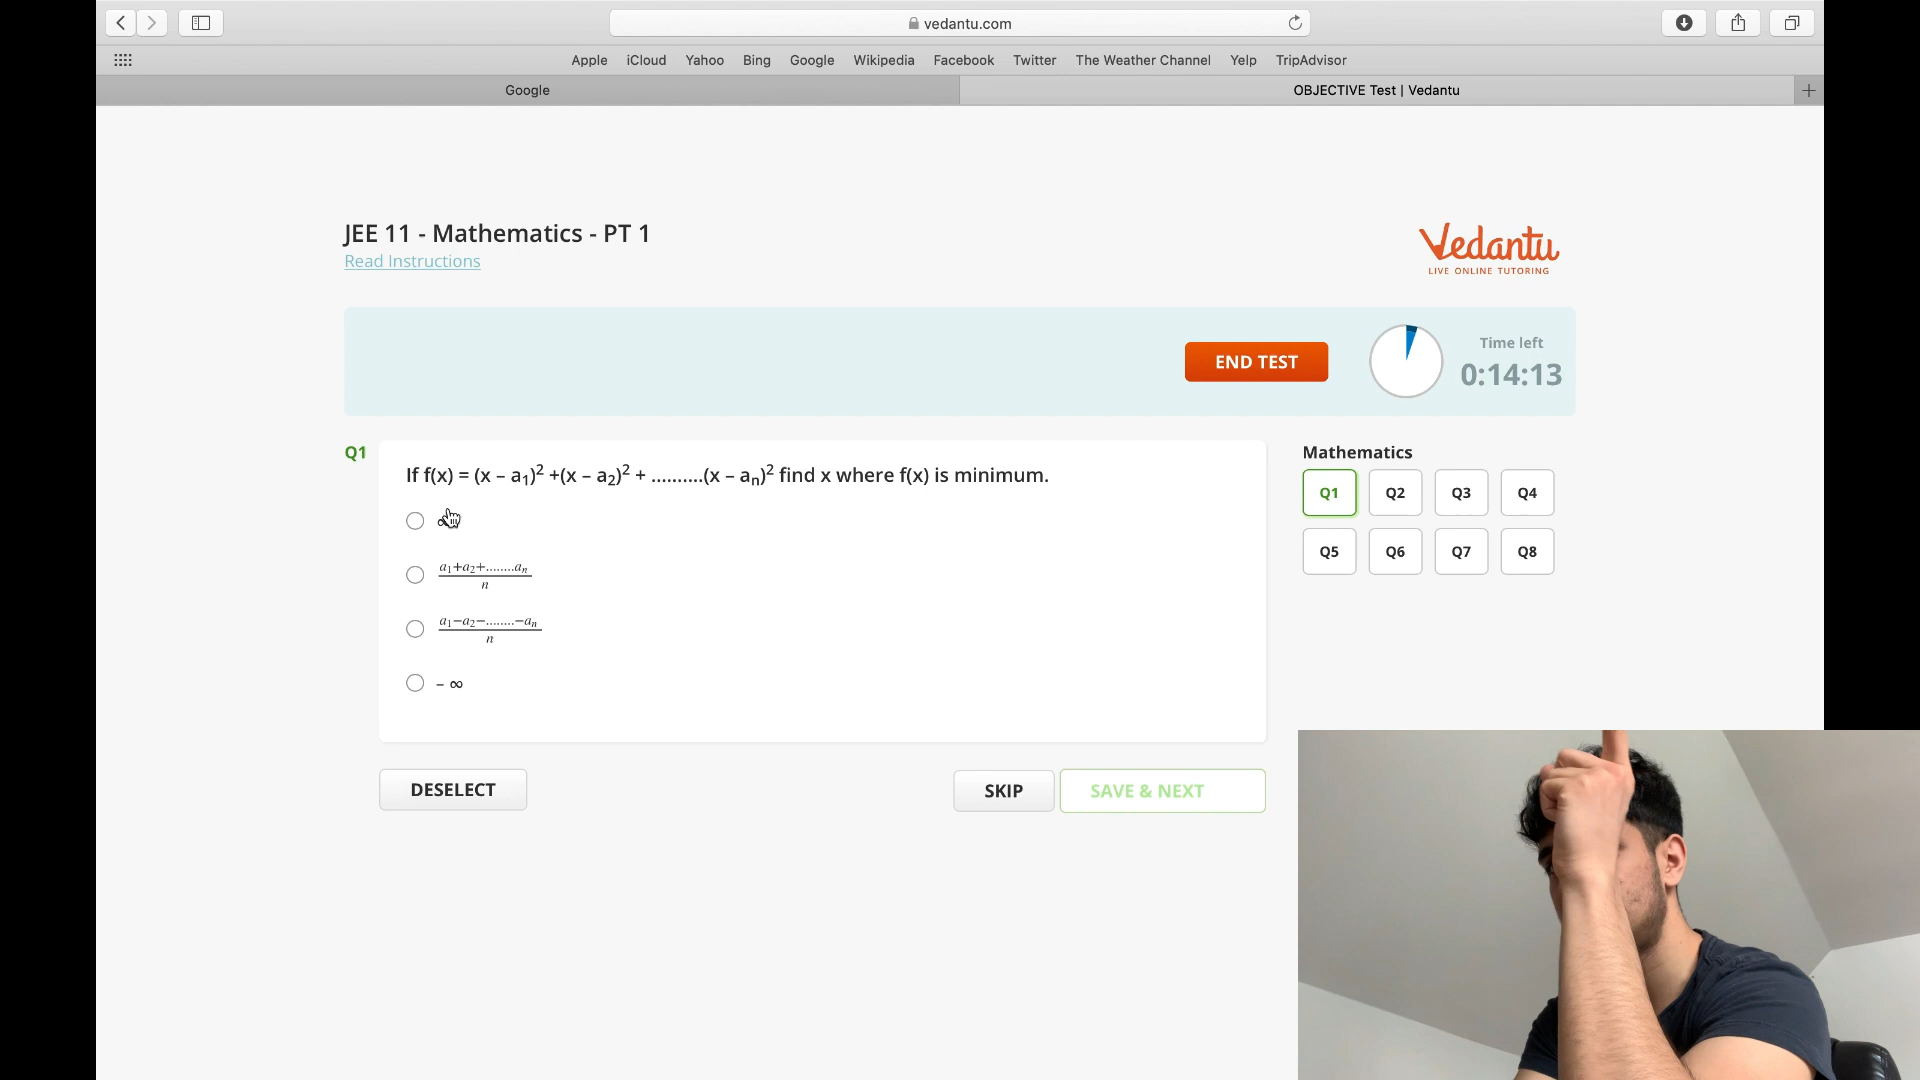 vedantu.com
Apple iCloud Yahoo Bing Google Wikipedia Facebook Twitter The Weather Channel Yelp TripAdvisor
Google OBJECTIVE Test | Vedantu
JEE 11 - Mathematics - PT 1
Read Instructions
Vedantu
LIVE ONLINE TUTORING
END TEST
Time left
0:14:13
Q1
If f(x) = (x – a₁)² +(x – a₂)² + ..........(x – aₙ)² find x where f(x) is minimum.
a₁+a₂+........aₙ
n
a₁−a₂−........−aₙ
n
– ∞
DESELECT
SKIP
SAVE & NEXT
Mathematics
Q1 Q2 Q3 Q4
Q5 Q6 Q7 Q8